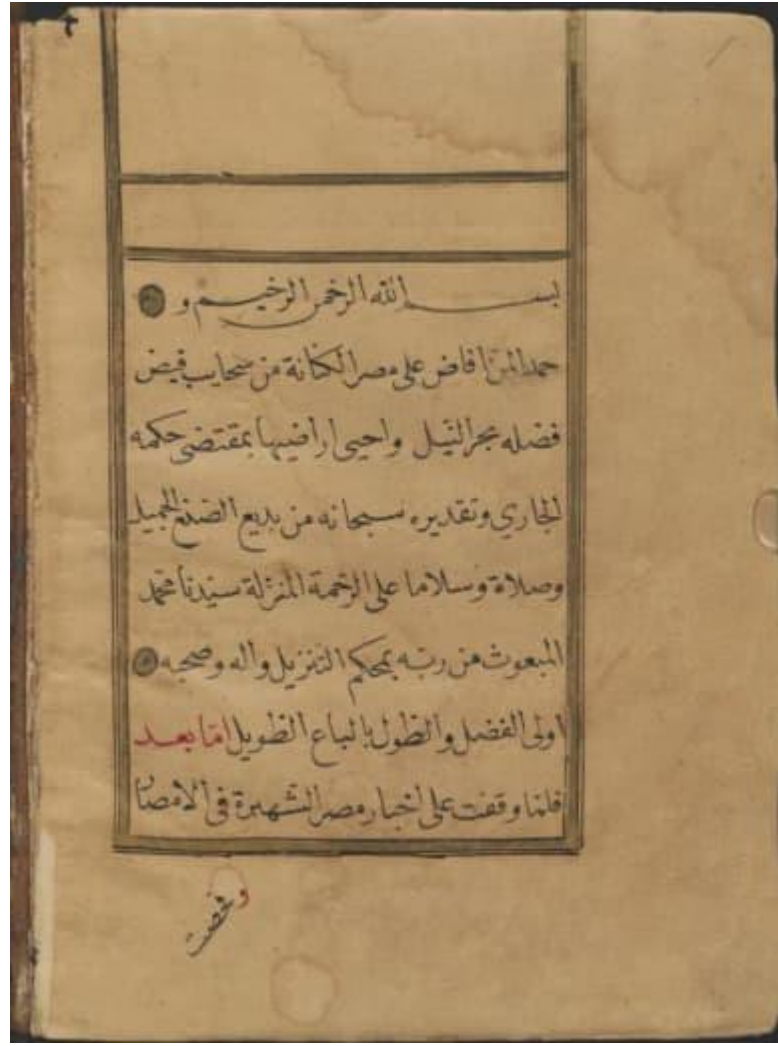 بسم الله الرحمن الرحيم و
حمدا لمن افاض على مصر الكنانة من سحايب فيض
فضله بحر النيل واحيى اراضيها بمقتضى حكمه
الجاري وتقديره سبحانه من بديع الصنع الجميل
وصلاة وسلاما على الرحمة المنزلة سيدنا محمد
المبعوث من ربه بمحكم التنزيل واله وصحبه
اولى الفضل والطول بالباع الطويل اما بعد
فلما وقفت على اخبار مصر الشهيرة في الامصار
وفحصت